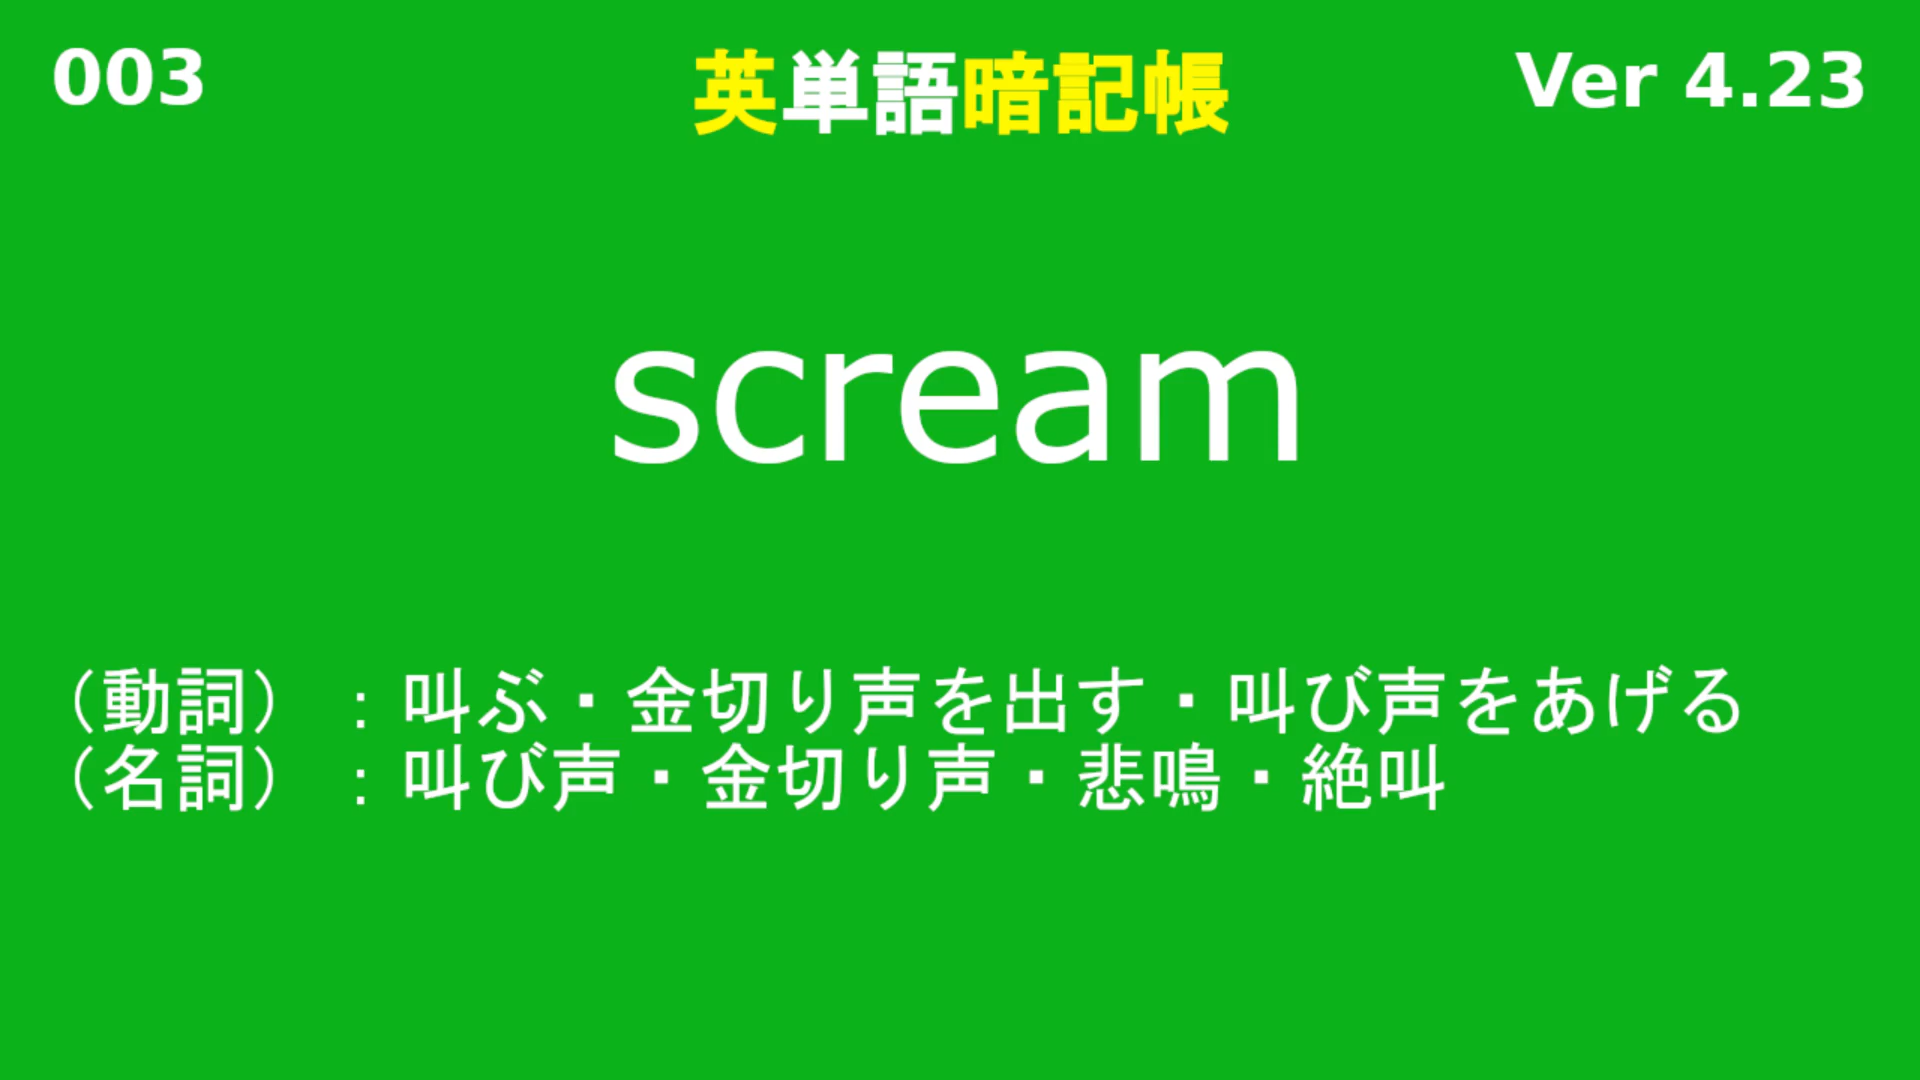 003
英単語暗記帳
Ver 4.23
scream
（動詞）：叫ぶ・金切り声を出す・叫び声をあげる
（名詞）：叫び声・金切り声・悲鳴・絶叫